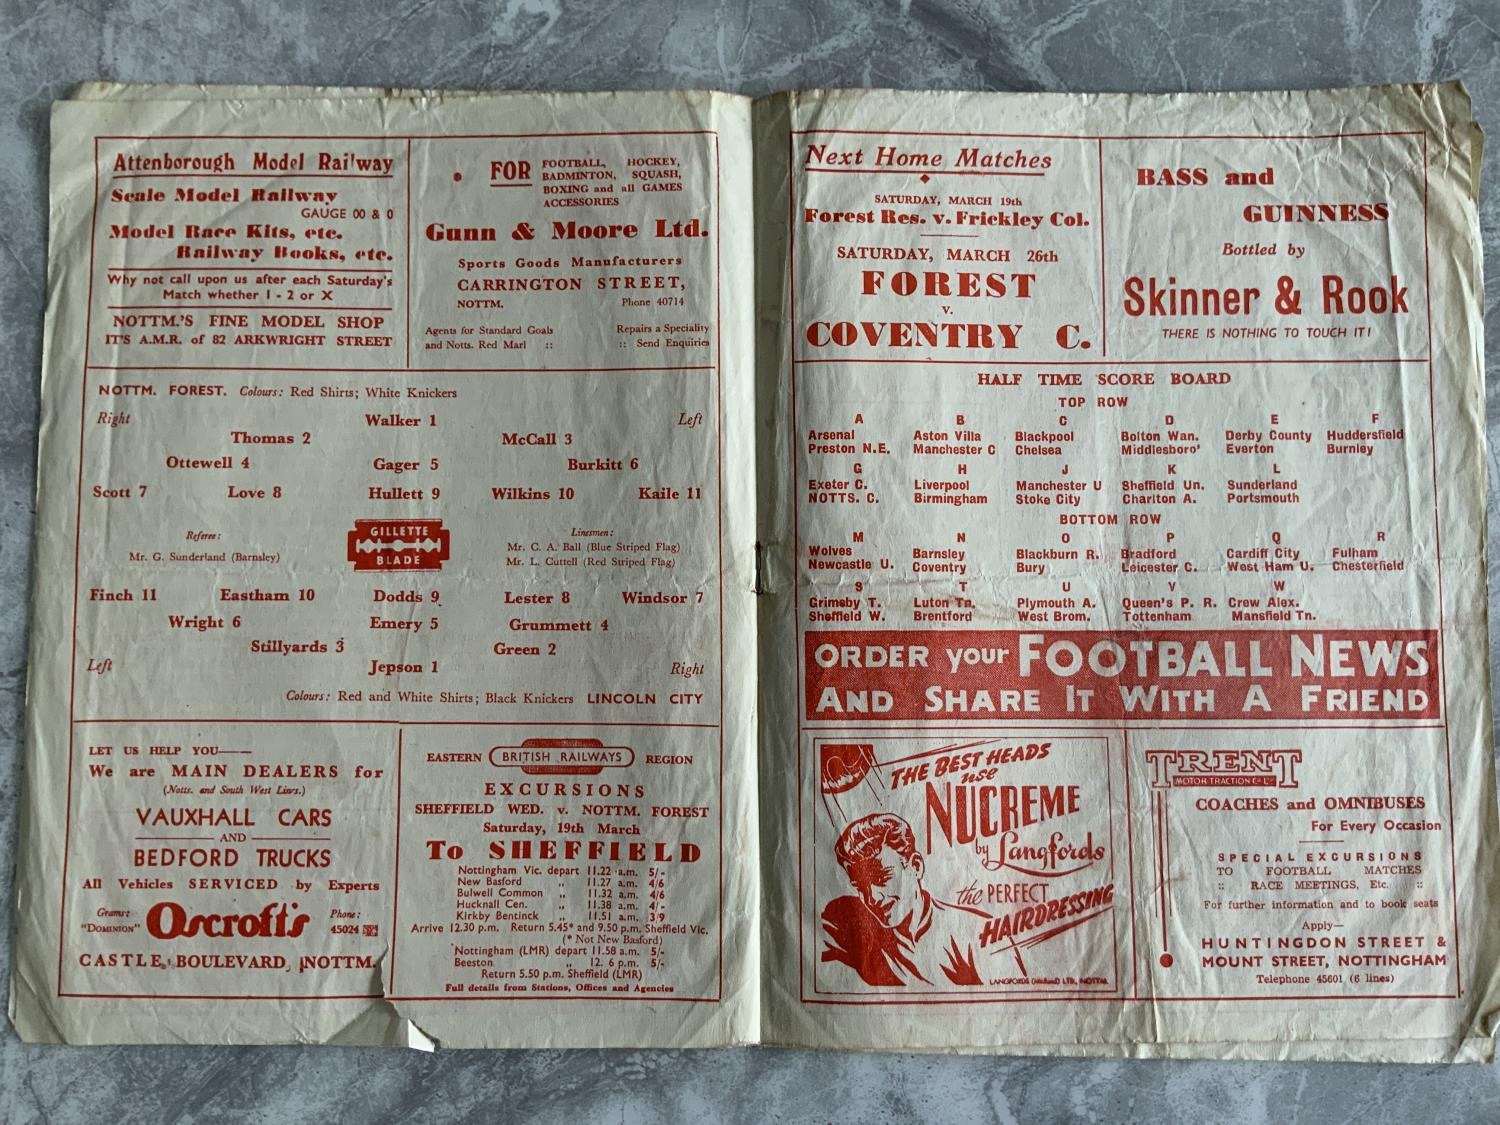 Attenborough Model Railway
Scale Model Railway
GAUGE 00 & 0
Model Race Kits, etc.
Railway Books, etc.
Why not call upon us after each Saturday's
Match whether 1 - 2 or X
NOTTM.'S FINE MODEL SHOP
IT'S A.M.R. of 82 ARKWRIGHT STREET
FOR FOOTBALL, HOCKEY,
BADMINTON, SQUASH,
BOXING and all GAMES
ACCESSORIES
Gunn & Moore Ltd.
Sports Goods Manufacturers
CARRINGTON STREET,
NOTTM. Phone 40714
Agents for Standard Goals Repairs a Speciality
and Notts. Red Marl :: :: Send Enquiries
NOTTM. FOREST. Colours: Red Shirts; White Knickers
Right Walker 1 Left
Thomas 2 McCall 3
Ottewell 4 Gager 5 Burkitt 6
Scott 7 Love 8 Hullett 9 Wilkins 10 Kaile 11
Referee:
Mr. G. Sunderland (Barnsley)
GILLETTE
BLADE
Linesmen:
Mr. C. A. Ball (Blue Striped Flag)
Mr. L. Cuttell (Red Striped Flag)
Finch 11 Eastham 10 Dodds 9 Lester 8 Windsor 7
Wright 6 Emery 5 Grummett 4
Stillyards 3 Green 2
Left Jepson 1 Right
Colours: Red and White Shirts; Black Knickers LINCOLN CITY
LET US HELP YOU——
We are MAIN DEALERS for
(Notts. and South West Lincs.)
VAUXHALL CARS
AND
BEDFORD TRUCKS
All Vehicles SERVICED by Experts
Grams: "DOMINION" Oscroft's Phone: 45024
CASTLE BOULEVARD, NOTTM.
EASTERN BRITISH RAILWAYS REGION
EXCURSIONS
SHEFFIELD WED. v. NOTTM. FOREST
Saturday, 19th March
To SHEFFIELD
Nottingham Vic. depart 11.22 a.m. 5/-
New Basford „ 11.27 a.m. 4/6
Bulwell Common „ 11.32 a.m. 4/6
Hucknall Cen. „ 11.38 a.m. 4/-
Kirkby Bentinck „ 11.51 a.m. 3/9
Arrive 12.30 p.m. Return 5.45* and 9.50 p.m. Sheffield Vic.
(* Not New Basford)
Nottingham (LMR) depart 11.58 a.m. 5/-
Beeston „ 12. 6 p.m. 5/-
Return 5.50 p.m. Sheffield (LMR)
Full details from Stations, Offices and Agencies
Next Home Matches
SATURDAY, MARCH 19th
Forest Res. v. Frickley Col.
SATURDAY, MARCH 26th
FOREST
v.
COVENTRY C.
BASS and
GUINNESS
Bottled by
Skinner & Rook
THERE IS NOTHING TO TOUCH IT!
HALF TIME SCORE BOARD
TOP ROW
A B C D E F
Arsenal Aston Villa Blackpool Bolton Wan. Derby County Huddersfield
Preston N.E. Manchester C Chelsea Middlesboro' Everton Burnley
G H J K L
Exeter C. Liverpool Manchester U Sheffield Un. Sunderland
NOTTS. C. Birmingham Stoke City Charlton A. Portsmouth
BOTTOM ROW
M N O P Q R
Wolves Barnsley Blackburn R. Bradford Cardiff City Fulham
Newcastle U. Coventry Bury Leicester C. West Ham U. Chesterfield
S T U V W
Grimsby T. Luton Tn. Plymouth A. Queen's P. R. Crew Alex.
Sheffield W. Brentford West Brom. Tottenham Mansfield Tn.
ORDER your FOOTBALL NEWS
AND SHARE IT WITH A FRIEND
THE BEST HEADS
use
NUCREME
by Langfords
the PERFECT
HAIRDRESSING
LANGFORDS (Midland) LTD., NOTTM.
TRENT
MOTOR TRACTION Co. Ltd.
COACHES and OMNIBUSES
For Every Occasion
SPECIAL EXCURSIONS
TO FOOTBALL MATCHES
:: RACE MEETINGS, Etc. ::
For further information and to book seats
Apply—
HUNTINGDON STREET &
MOUNT STREET, NOTTINGHAM
Telephone 45601 (6 lines)